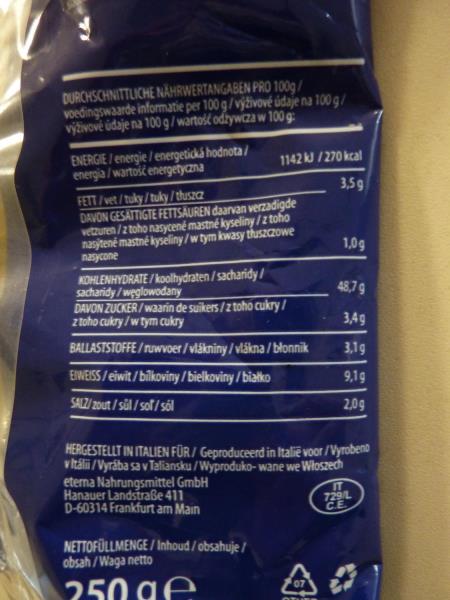 DURCHSCHNITTLICHE NÄHRWERTANGABEN PRO 100g /
voedingswaarde informatie per 100 g / výživové údaje na 100 g /
výživové údaje na 100 g / wartość odżywcza w 100 g:
ENERGIE / energie / energetická hodnota /
energia / wartość energetyczna 1142 kJ / 270 kcal
FETT / vet / tuky / tuky / tłuszcz 3,5 g
DAVON GESÄTTIGTE FETTSÄUREN daarvan verzadigde
vetzuren / z toho nasycené mastné kyseliny / z toho
nasýtené mastné kyseliny / w tym kwasy tłuszczowe
nasycone 1,0 g
KOHLENHYDRATE / koolhydraten / sacharidy /
sacharidy / węglowodany 48,7 g
DAVON ZUCKER / waarin de suikers / z toho cukry /
z toho cukry / w tym cukry 3,4 g
BALLASTSTOFFE / ruwvoer / vlákniny / vlákna / błonnik 3,1 g
EIWEISS / eiwit / bílkoviny / bielkoviny / białko 9,1 g
SALZ/ zout / sůl / soľ / sól 2,0 g
HERGESTELLT IN ITALIEN FÜR / Geproduceerd in Italië voor / Vyrobeno
v Itálii / Vyrába sa v Taliansku / Wyproduko- wane we Włoszech
eterna Nahrungsmittel GmbH
Hanauer Landstraße 411
D-60314 Frankfurt am Main
IT
729/L
C.E.
NETTOFÜLLMENGE / Inhoud / obsahuje /
obsah / Waga netto
250 g e
07
OTHER